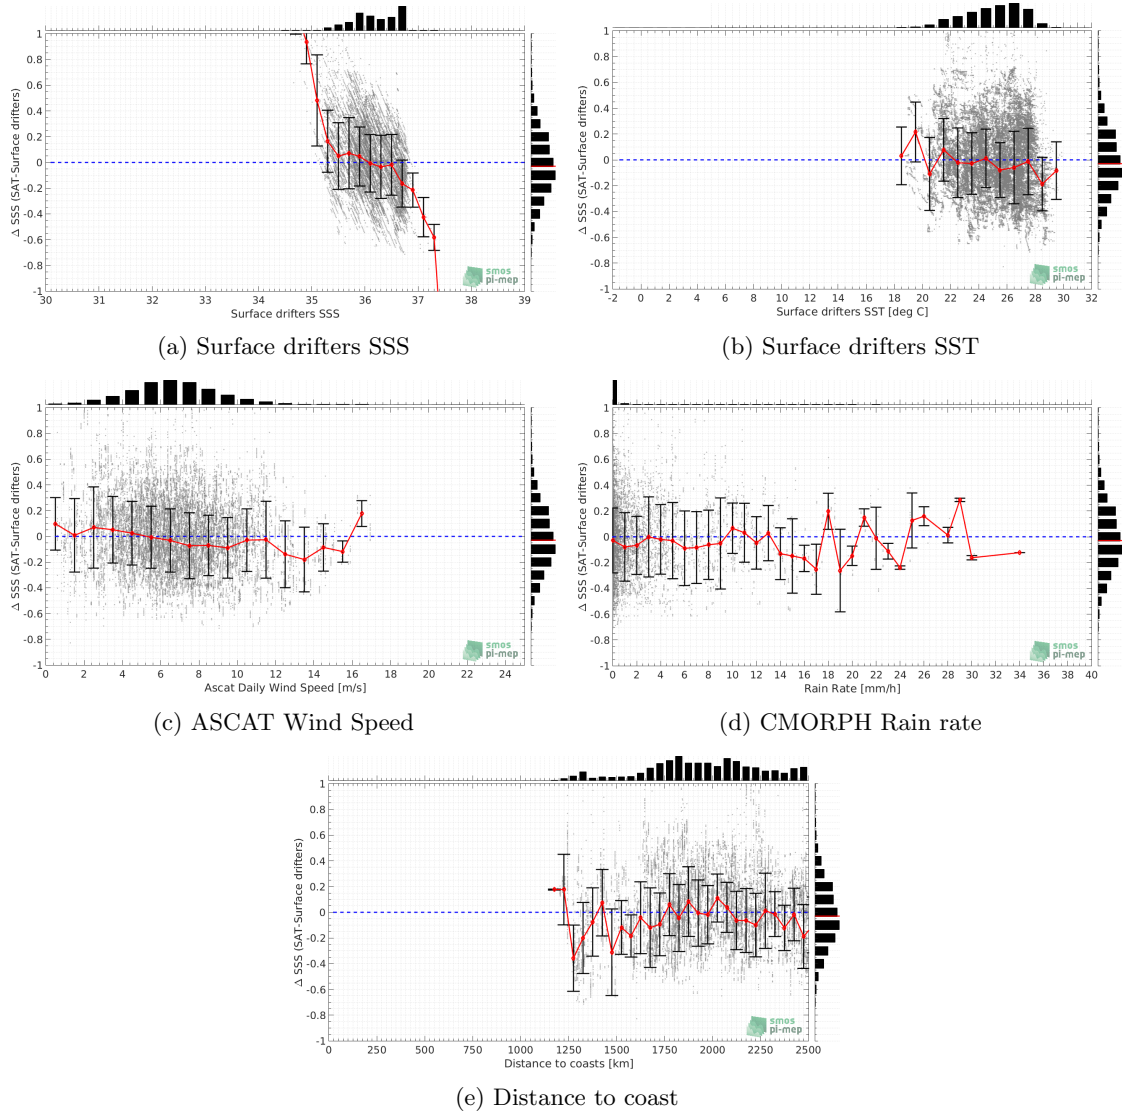 1
0.8
0.6
0.4
0.2
0
-0.2
-0.4
-0.6
-0.8
-1
Δ SSS (SAT-Surface drifters)
30 31 32 33 34 35 36 37 38 39
Surface drifters SSS
smos
pi-mep
(a) Surface drifters SSS
1
0.8
0.6
0.4
0.2
0
-0.2
-0.4
-0.6
-0.8
-1
Δ SSS (SAT-Surface drifters)
-2 0 2 4 6 8 10 12 14 16 18 20 22 24 26 28 30 32
Surface drifters SST [deg C]
smos
pi-mep
(b) Surface drifters SST
1
0.8
0.6
0.4
0.2
0
-0.2
-0.4
-0.6
-0.8
-1
Δ SSS (SAT-Surface drifters)
0 2 4 6 8 10 12 14 16 18 20 22 24
Ascat Daily Wind Speed [m/s]
smos
pi-mep
(c) ASCAT Wind Speed
1
0.8
0.6
0.4
0.2
0
-0.2
-0.4
-0.6
-0.8
-1
Δ SSS (SAT-Surface drifters)
0 2 4 6 8 10 12 14 16 18 20 22 24 26 28 30 32 34 36 38 40
Rain Rate [mm/h]
smos
pi-mep
(d) CMORPH Rain rate
1
0.8
0.6
0.4
0.2
0
-0.2
-0.4
-0.6
-0.8
-1
Δ SSS (SAT-Surface drifters)
0 250 500 750 1000 1250 1500 1750 2000 2250 2500
Distance to coasts [km]
smos
pi-mep
(e) Distance to coast